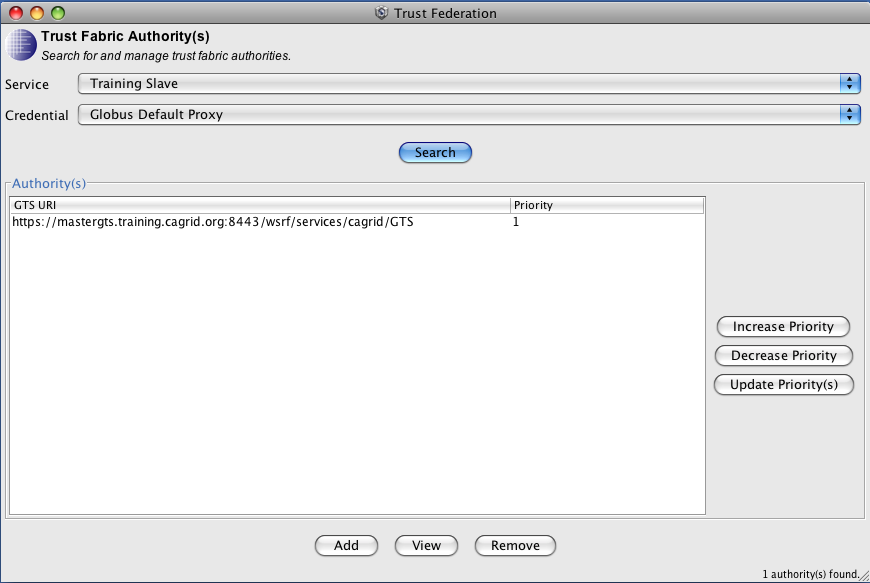 Trust Federation
Trust Fabric Authority(s)
Search for and manage trust fabric authorities.
Service Training Slave
Credential Globus Default Proxy
Search
Authority(s)
GTS URI Priority
https://mastergts.training.cagrid.org:8443/wsrf/services/cagrid/GTS 1
Increase Priority
Decrease Priority
Update Priority(s)
Add View Remove
1 authority(s) found.